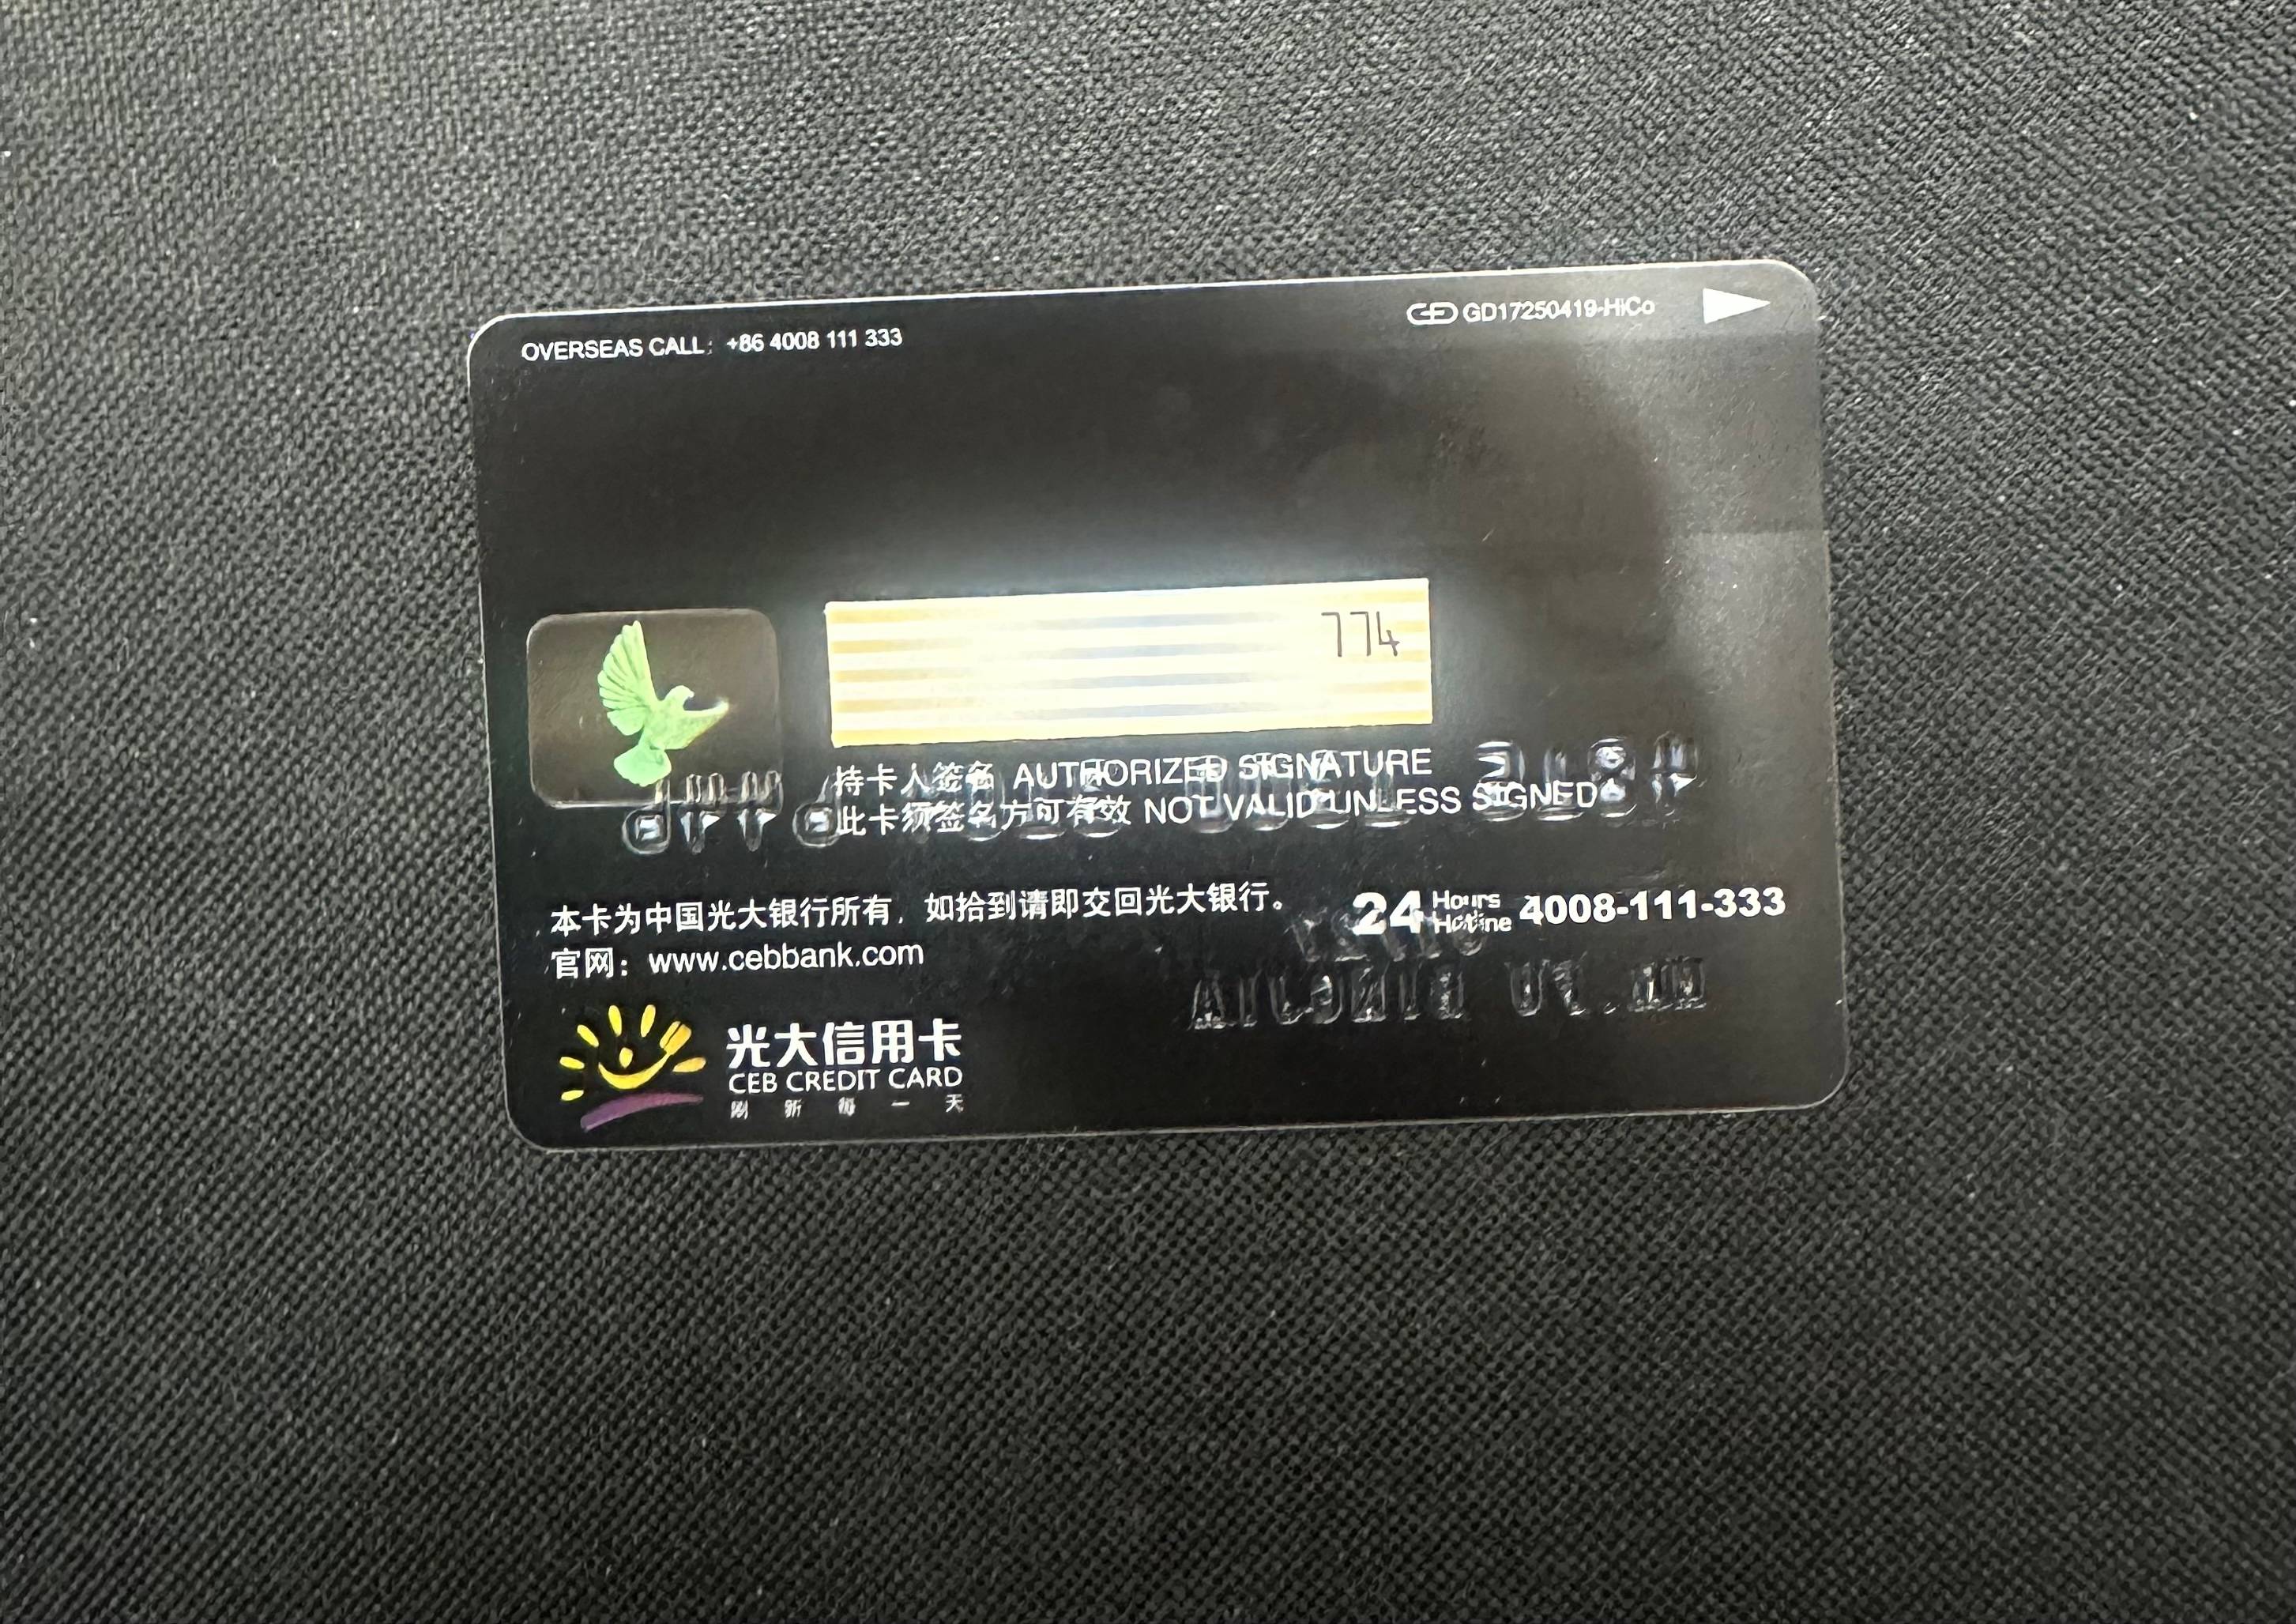 OVERSEAS CALL: +86 4008 111 333
GD17250419-HiCo
774
持卡人签名 AUTHORIZED SIGNATURE
此卡须签名方可有效 NOT VALID UNLESS SIGNED
本卡为中国光大银行所有，如拾到请即交回光大银行。
24 Hours Hotline 4008-111-333
官网：www.cebbank.com
光大信用卡
CEB CREDIT CARD
刷新每一天